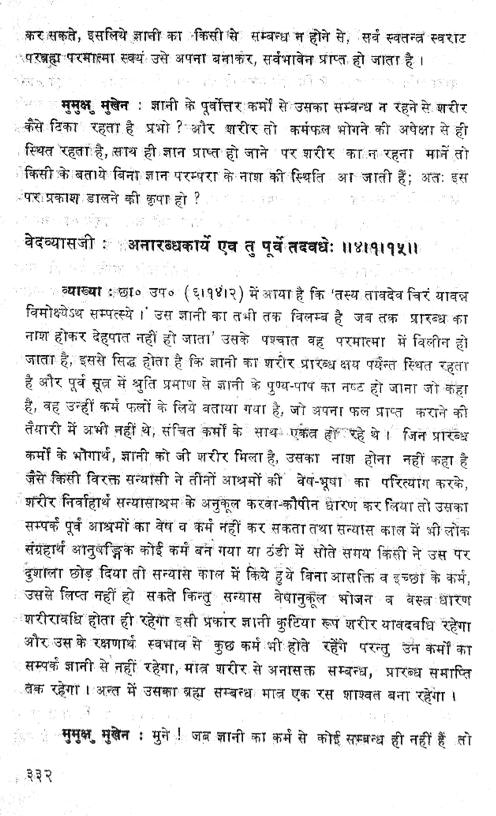 कर सकते, इसलिये ज्ञानी का किसी से सम्बन्ध न होने से, सर्व स्वतन्त्र स्वराट
परब्रह्म परमात्मा स्वयं उसे अपना बनाकर, सर्वभावेन प्राप्त हो जाता है ।
मुमुक्षु मुखेन : ज्ञानी के पूर्वोत्तर कर्मों से उसका सम्बन्ध न रहने से शरीर
कैसे टिका रहता है प्रभो ? और शरीर तो कर्मफल भोगने की अपेक्षा से ही
स्थित रहता है, साथ ही ज्ञान प्राप्त हो जाने पर शरीर का न रहना मानें तो
किसी के बताये बिना ज्ञान परम्परा के नाश की स्थिति आ जाती हैं; अतः इस
पर प्रकाश डालने की कृपा हो ?
वेदव्यासजी : अनारब्धकार्ये एव तु पूर्वे तदवधेः ॥४।१।१५॥
व्याख्या : छा० उप० (६।१४।२) में आया है कि 'तस्य तावदेव चिरं यावन्न
विमोक्ष्येऽथ सम्पत्स्ये ।' उस ज्ञानी का तभी तक विलम्ब है जब तक प्रारब्ध का
नाश होकर देहपात नहीं हो जाता' उसके पश्चात वह परमात्मा में विलीन हो
जाता है, इससे सिद्ध होता है कि ज्ञानी का शरीर प्रारब्ध क्षय पर्यन्त स्थित रहता
है और पूर्व सूत्र में श्रुति प्रमाण से ज्ञानी के पुण्य-पाप का नष्ट हो जाना जो कहा
है, वह उन्हीं कर्म फलों के लिये बताया गया है, जो अपना फल प्राप्त कराने की
तैयारी में अभी नहीं थे, संचित कर्मों के साथ एकत्र हो रहे थे । जिन प्रारब्ध
कर्मों के भोगार्थ, ज्ञानी को जी शरीर मिला है, उसका नाश होना नहीं कहा है
जैसे किसी विरक्त सन्यासी ने तीनों आश्रमों की वेष-भूषा का परित्याग करके,
शरीर निर्वाहार्थ सन्यासाश्रम के अनुकूल करवा-कौपीन धारण कर लिया तो उसका
सम्पर्क पूर्व आश्रमों का वेष व कर्म नहीं कर सकता तथा सन्यास काल में भी लोक
संग्रहार्थ आनुषङ्गिक कोई कर्म बन गया या ठंडी में सोते समय किसी ने उस पर
दुशाला छोड़ दिया तो सन्यास काल में किये हुये बिना आसक्ति व इच्छा के कर्म,
उससे लिप्त नहीं हो सकते किन्तु सन्यास वेषानुकूल भोजन व वस्त्र धारण
शरीरावधि होता ही रहेगा इसी प्रकार ज्ञानी कुटिया रूप शरीर यावदवधि रहेगा
और उस के रक्षणार्थ स्वभाव से कुछ कर्म भी होते रहेंगे परन्तु उन कर्मों का
सम्पर्क ज्ञानी से नहीं रहेगा, मात्र शरीर से अनासक्त सम्बन्ध, प्रारब्ध समाप्ति
तक रहेगा । अन्त में उसका ब्रह्म सम्बन्ध मात्र एक रस शाश्वत बना रहेगा ।
मुमुक्षु मुखेन : मुने ! जब ज्ञानी का कर्म से कोई सम्बन्ध ही नहीं हैं तो
३३२